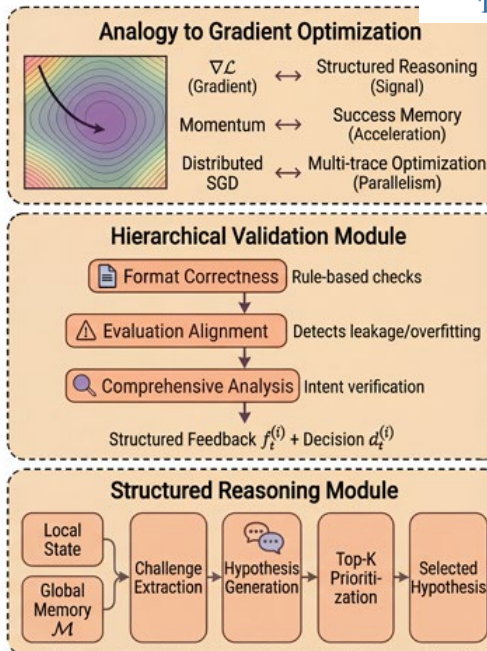 Analogy to Gradient Optimization
∇ℒ ↔ Structured Reasoning
(Gradient) (Signal)
Momentum ↔ Success Memory
(Acceleration)
Distributed ↔ Multi-trace Optimization
SGD (Parallelism)
Hierarchical Validation Module
Format Correctness Rule-based checks
Evaluation Alignment Detects leakage/overfitting
Comprehensive Analysis Intent verification
Structured Feedback f_t^{(i)} + Decision d_t^{(i)}
Structured Reasoning Module
Local
State
Global
Memory
ℳ
Challenge
Extraction
Hypothesis
Generation
Top-K
Prioriti-
zation
Selected
Hypothesis